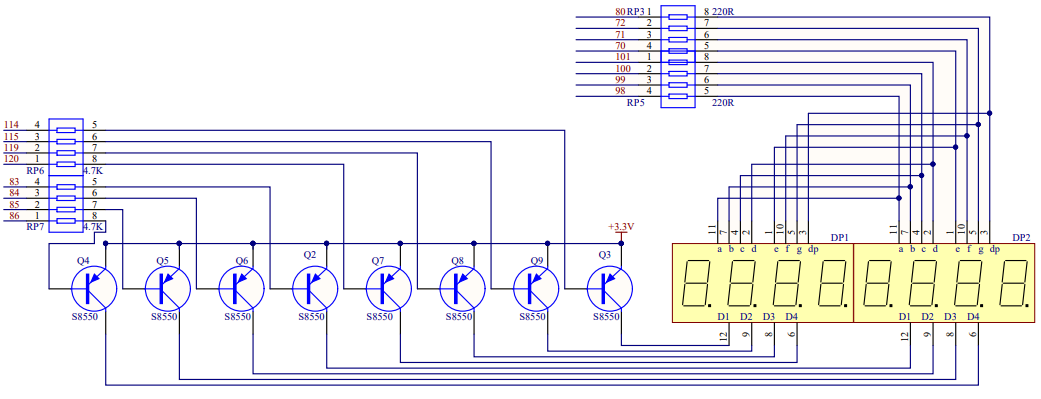 80 RP3 1 8 220R
72 2 7
71 3 6
70 4 5
101 1 8
100 2 7
99 3 6
98 4 5
RP5 220R
114 4 5
115 3 6
119 2 7
120 1 8
RP6 4.7K
83 4 5
84 3 6
85 2 7
86 1 8
RP7 4.7K
+3.3V
Q4 Q5 Q6 Q2 Q7 Q8 Q9 Q3
S8550 S8550 S8550 S8550 S8550 S8550 S8550 S8550
11 7 4 2 1 10 5 3 DP1 11 7 4 2 1 10 5 3 DP2
a b c d e f g dp a b c d e f g dp
D1 D2 D3 D4 D1 D2 D3 D4
12 9 8 6 12 9 8 6